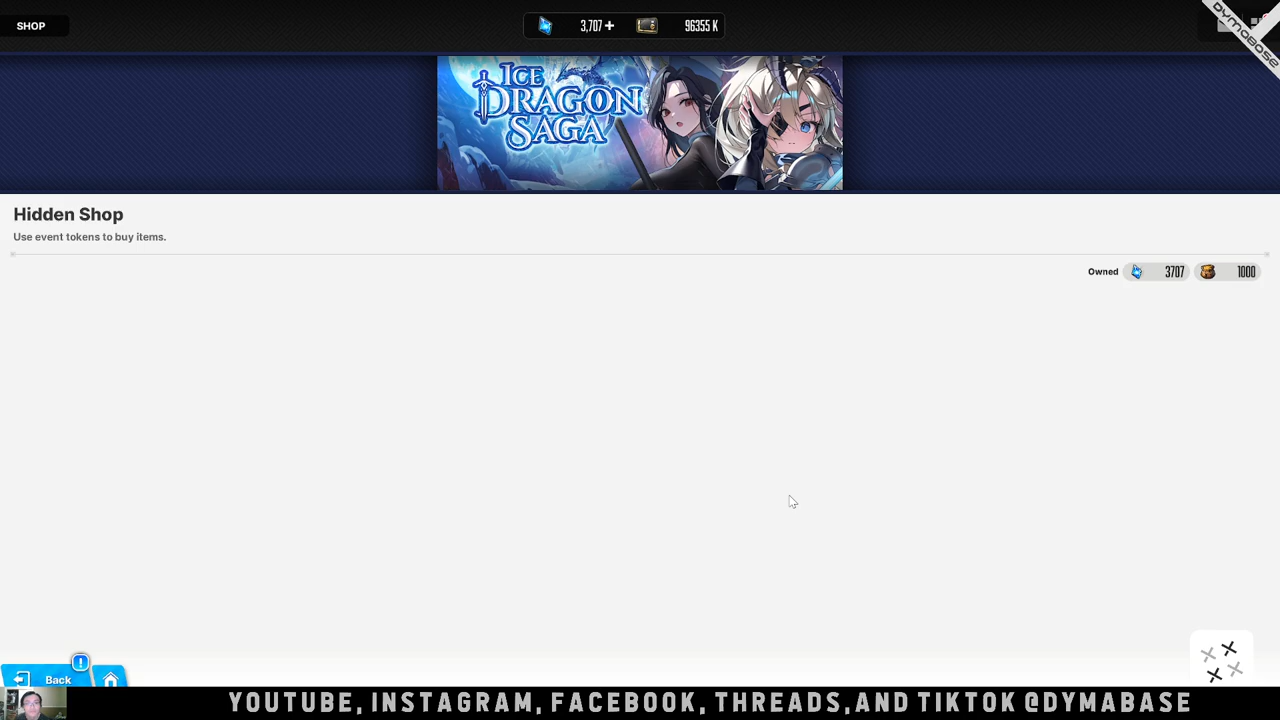 SHOP
3,707 +
96355 K
DYMABASE
ICE
DRAGON
SAGA
Hidden Shop
Use event tokens to buy items.
Owned
3707
1000
!
Back
YOUTUBE, INSTAGRAM, FACEBOOK, THREADS, AND TIKTOK @DYMABASE